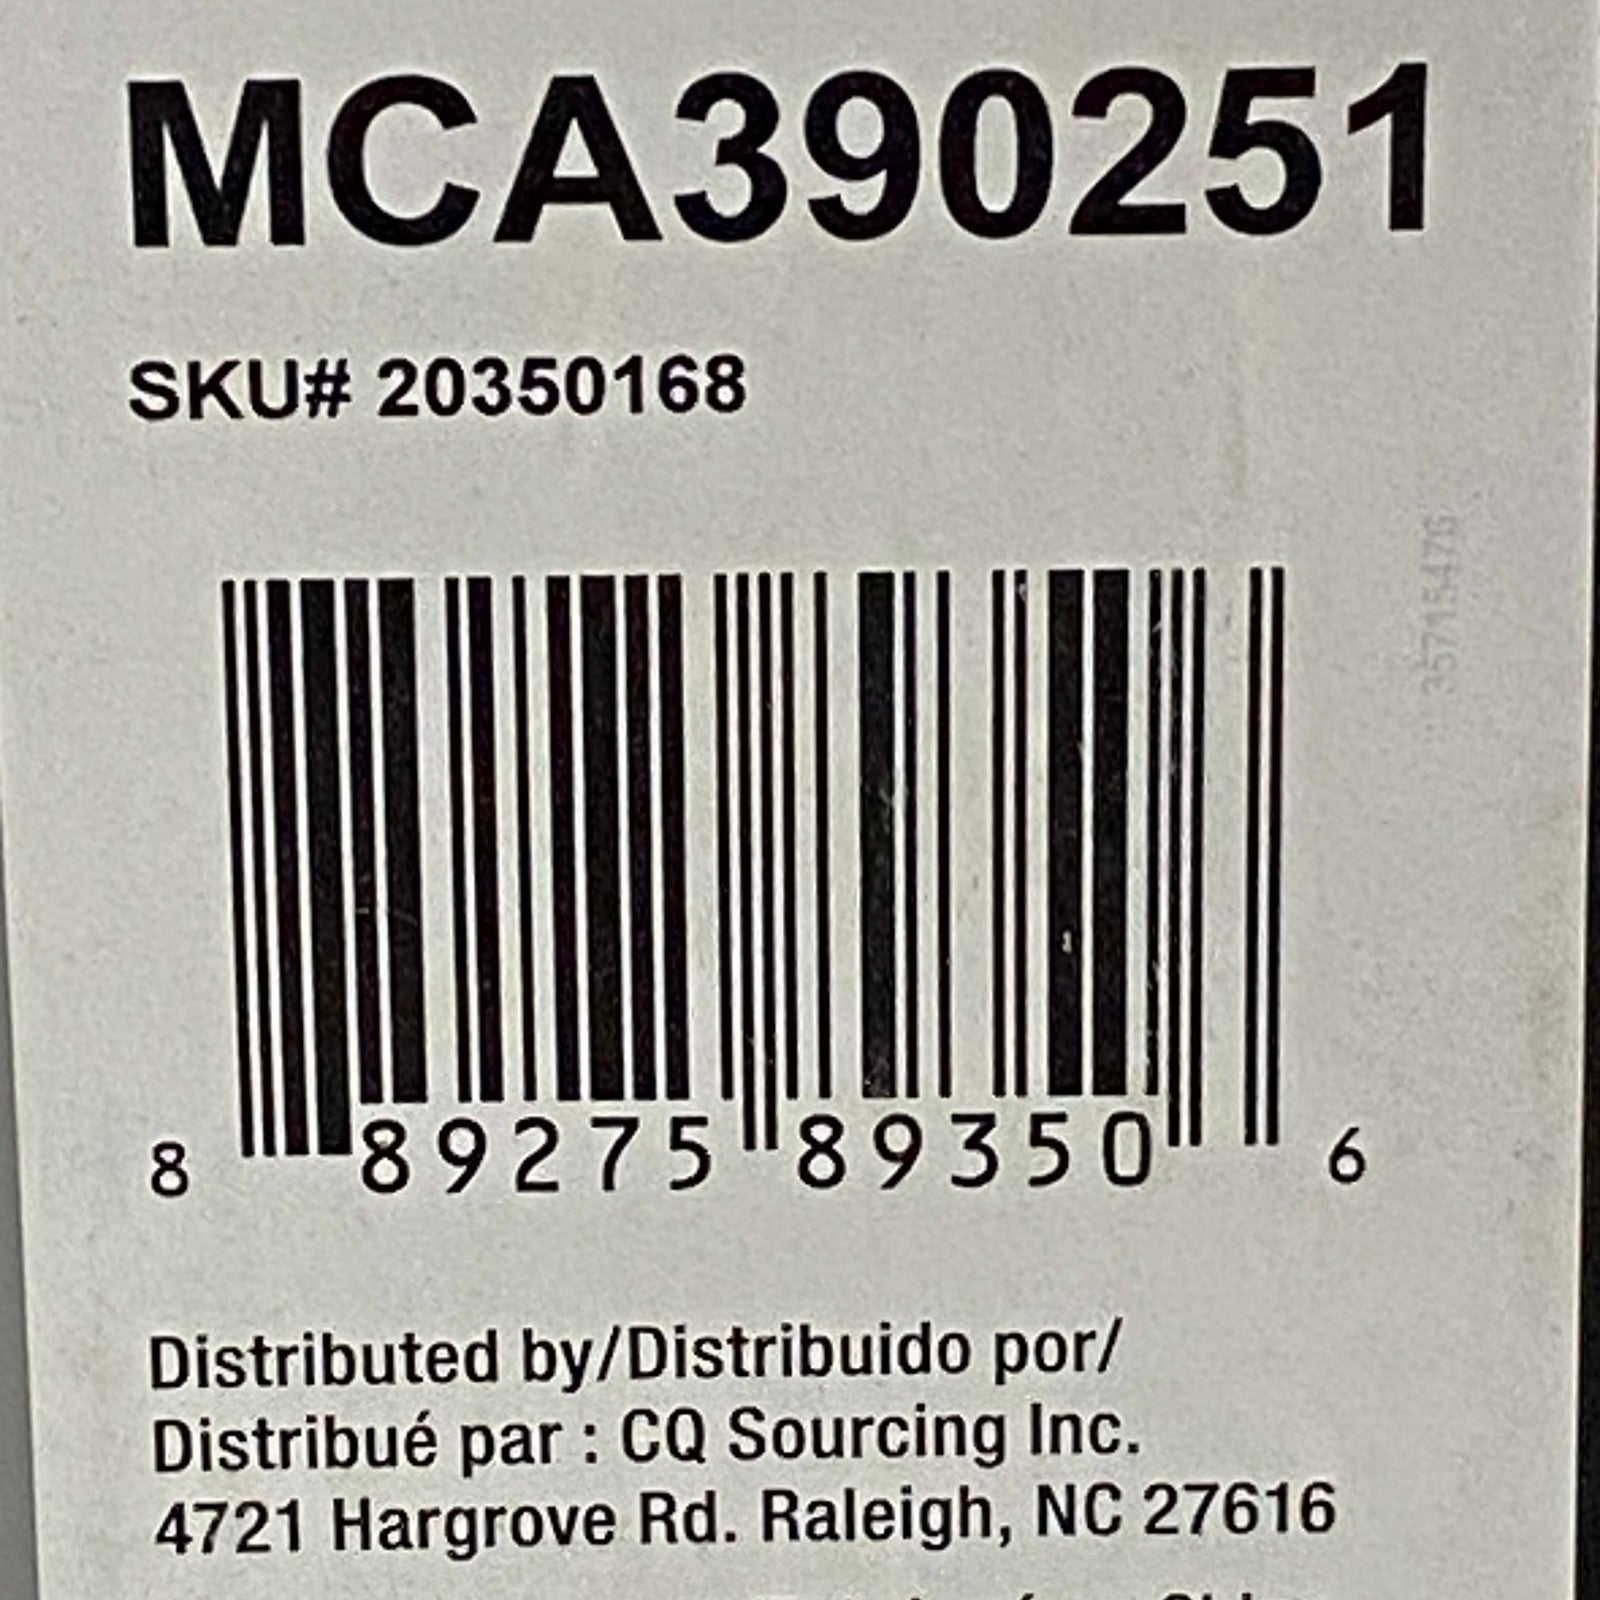 MCA390251
SKU# 20350168
8 89275 89350 6
Distributed by/Distribuido por/
Distribué par : CQ Sourcing Inc.
4721 Hargrove Rd. Raleigh, NC 27616